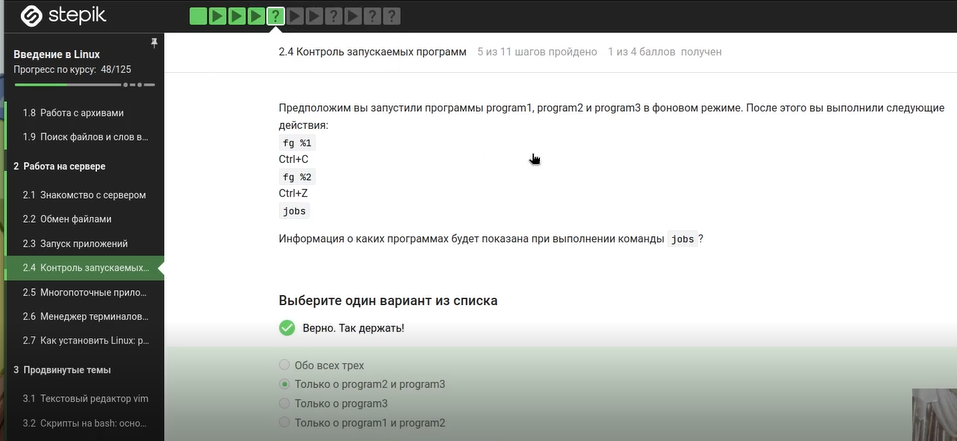 stepik
?
?
?
?
2.4 Контроль запускаемых программ 5 из 11 шагов пройдено 1 из 4 баллов получен
Введение в Linux
Прогресс по курсу: 48/125
1.8 Работа с архивами
1.9 Поиск файлов и слов в...
2 Работа на сервере
2.1 Знакомство с сервером
2.2 Обмен файлами
2.3 Запуск приложений
2.4 Контроль запускаемых...
2.5 Многопоточные прило...
2.6 Менеджер терминалов...
2.7 Как установить Linux: р...
3 Продвинутые темы
3.1 Текстовый редактор vim
3.2 Скрипты на bash: осно...
Предположим вы запустили программы program1, program2 и program3 в фоновом режиме. После этого вы выполнили следующие
действия:
fg %1
Ctrl+C
fg %2
Ctrl+Z
jobs
Информация о каких программах будет показана при выполнении команды jobs ?
Выберите один вариант из списка
Верно. Так держать!
Обо всех трех
Только о program2 и program3
Только о program3
Только о program1 и program2